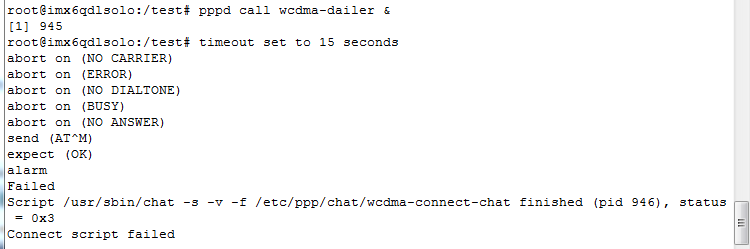 root@imx6qdlsolo:/test# pppd call wcdma-dailer &
[1] 945
root@imx6qdlsolo:/test# timeout set to 15 seconds
abort on (NO CARRIER)
abort on (ERROR)
abort on (NO DIALTONE)
abort on (BUSY)
abort on (NO ANSWER)
send (AT^M)
expect (OK)
alarm
Failed
Script /usr/sbin/chat -s -v -f /etc/ppp/chat/wcdma-connect-chat finished (pid 946), status
 = 0x3
Connect script failed